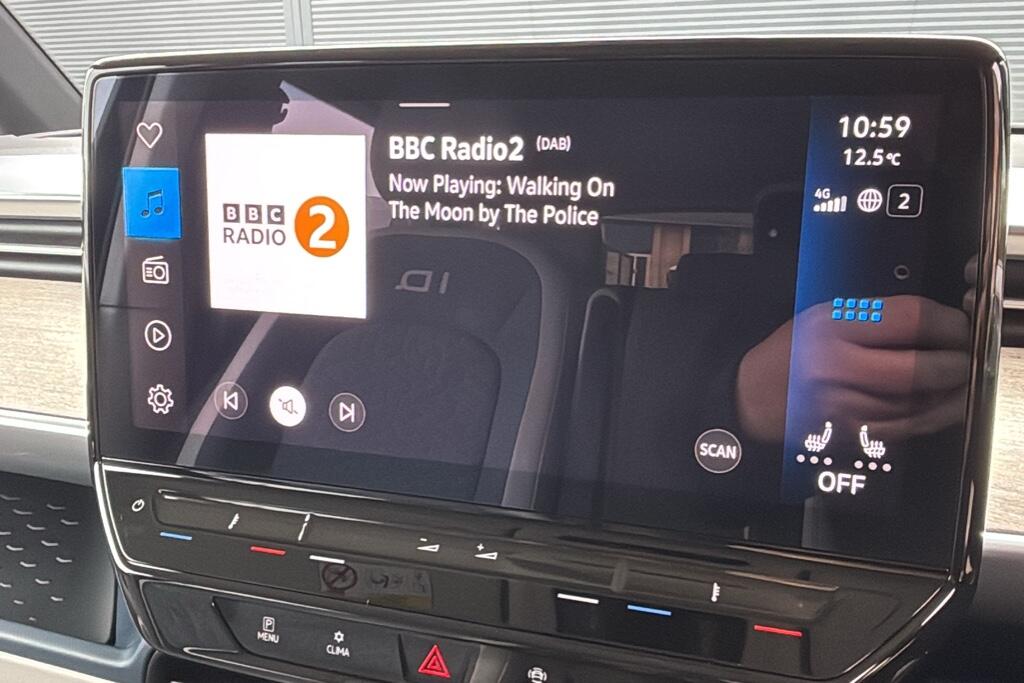 BBC Radio2 (DAB)
Now Playing: Walking On
The Moon by The Police
BBC
RADIO 2
10:59
12.5°C
4G
2
SCAN
OFF
P
MENU
CLIMA